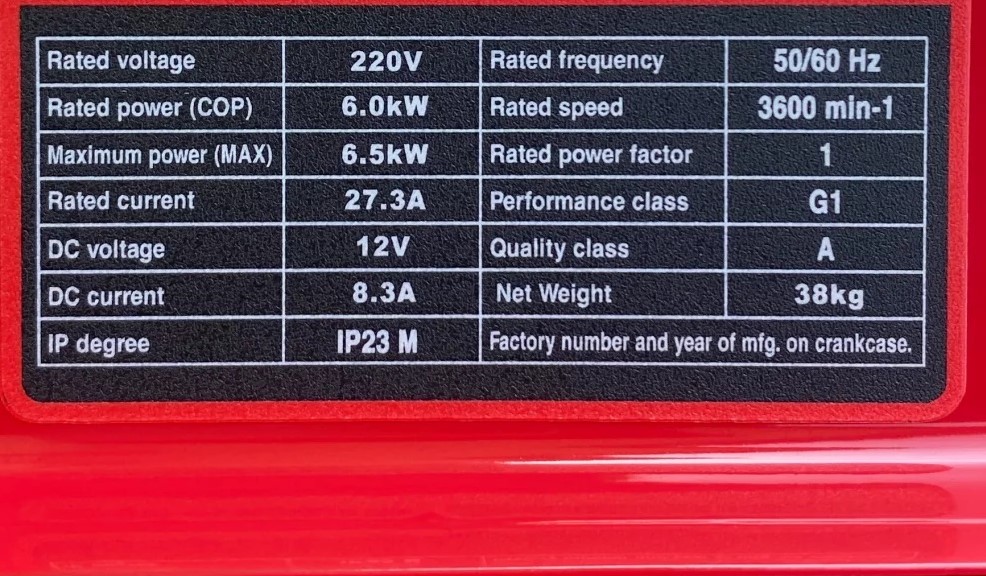 Rated voltage 220V Rated frequency 50/60 Hz
Rated power (COP) 6.0kW Rated speed 3600 min-1
Maximum power (MAX) 6.5kW Rated power factor 1
Rated current 27.3A Performance class G1
DC voltage 12V Quality class A
DC current 8.3A Net Weight 38kg
IP degree IP23 M Factory number and year of mfg. on crankcase.